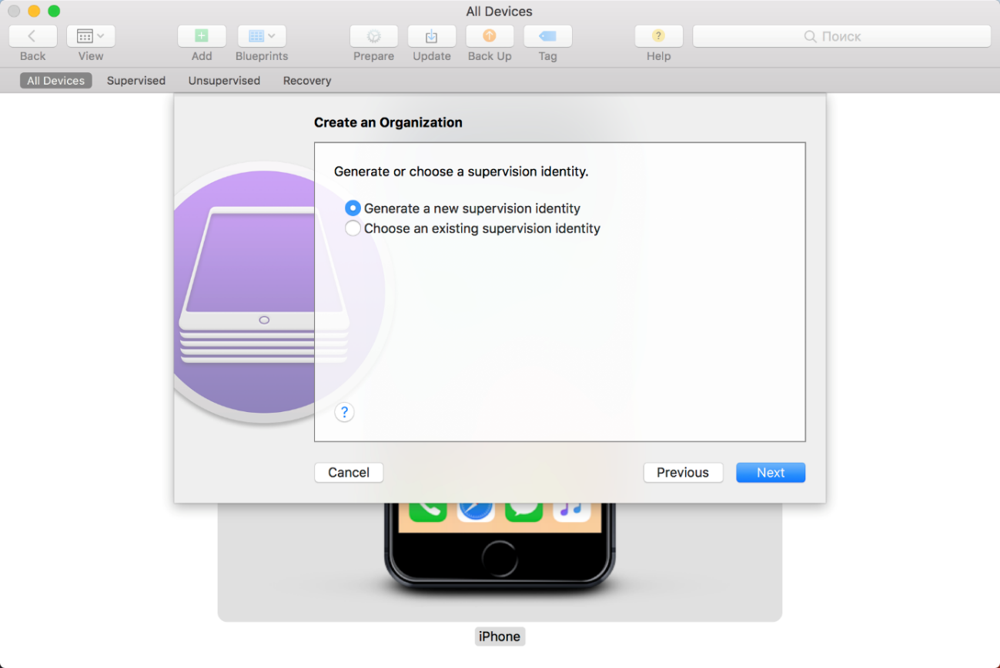 All Devices
Back View Add Blueprints Prepare Update Back Up Tag ? Help Поиск
All Devices Supervised Unsupervised Recovery
Create an Organization
Generate or choose a supervision identity.
Generate a new supervision identity
Choose an existing supervision identity
?
Cancel Previous Next
iPhone